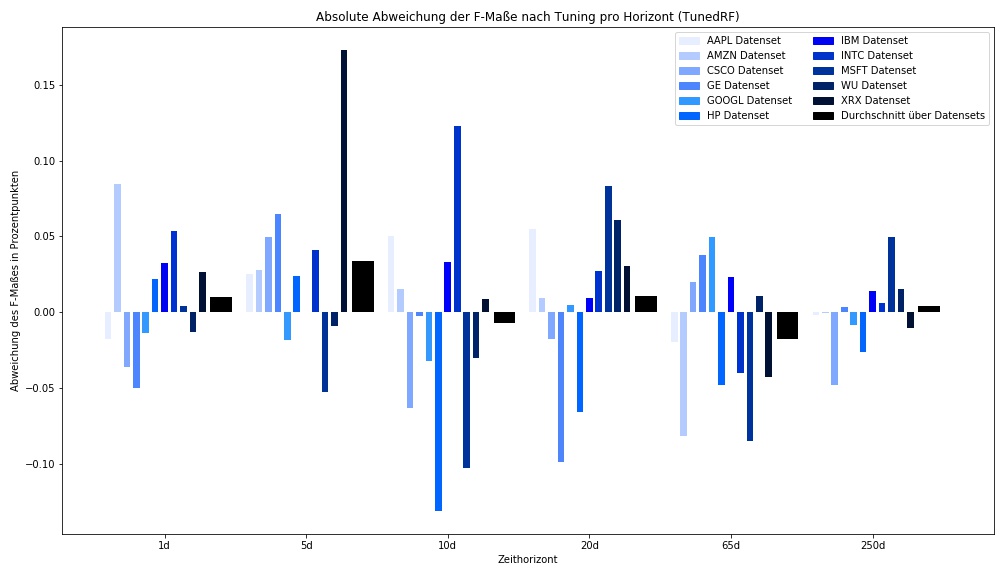 Absolute Abweichung der F-Maße nach Tuning pro Horizont (TunedRF)
AAPL Datenset
AMZN Datenset
CSCO Datenset
GE Datenset
GOOGL Datenset
HP Datenset
IBM Datenset
INTC Datenset
MSFT Datenset
WU Datenset
XRX Datenset
Durchschnitt über Datensets
Abweichung des F-Maßes in Prozentpunkten
0.15
0.10
0.05
0.00
−0.05
−0.10
1d
5d
10d
20d
65d
250d
Zeithorizont